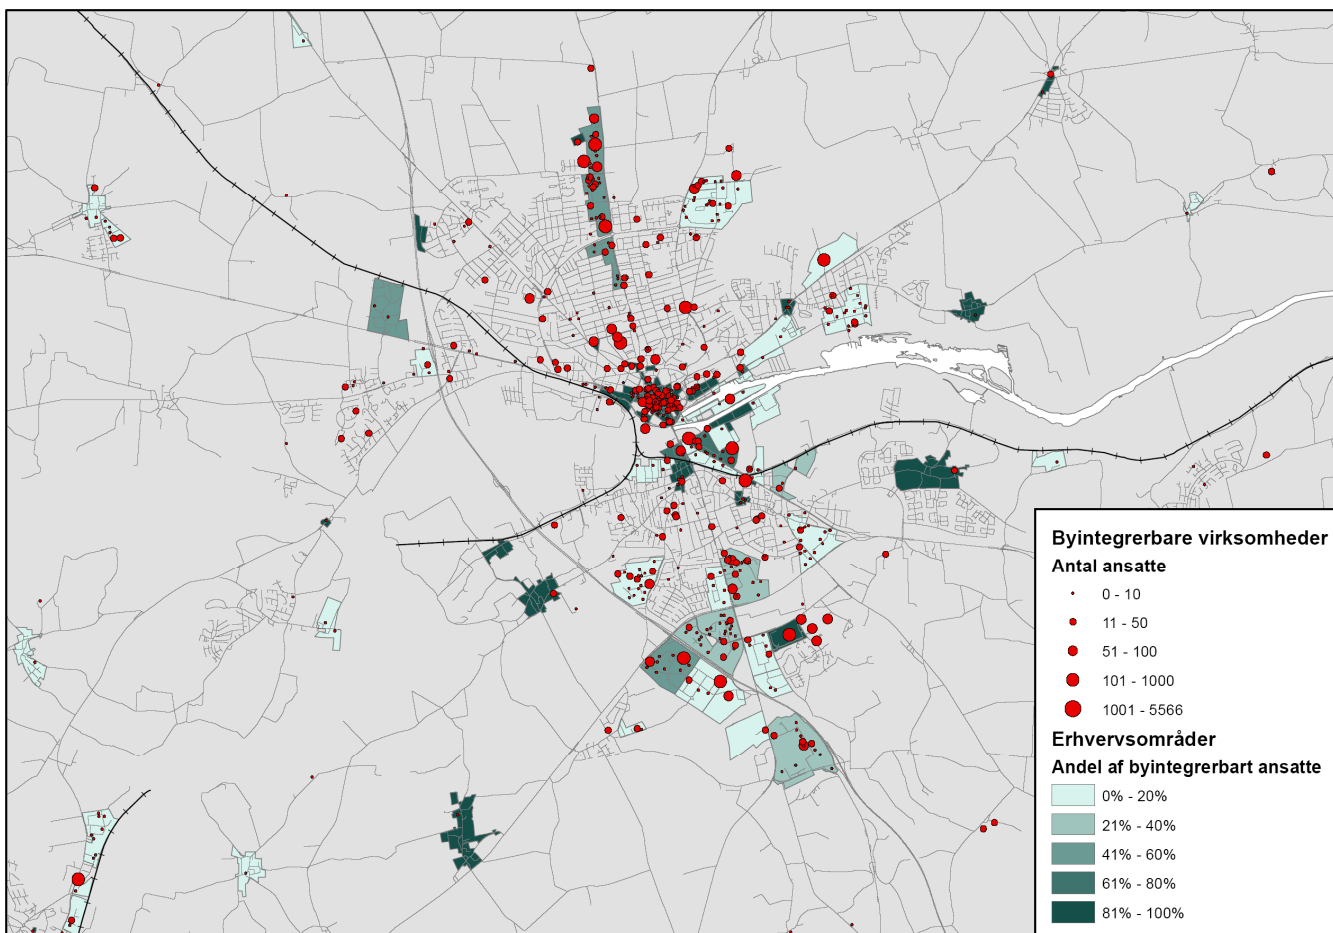 Byintegrerbare virksomheder
Antal ansatte
0 - 10
11 - 50
51 - 100
101 - 1000
1001 - 5566
Erhvervsområder
Andel af byintegrerbart ansatte
0% - 20%
21% - 40%
41% - 60%
61% - 80%
81% - 100%